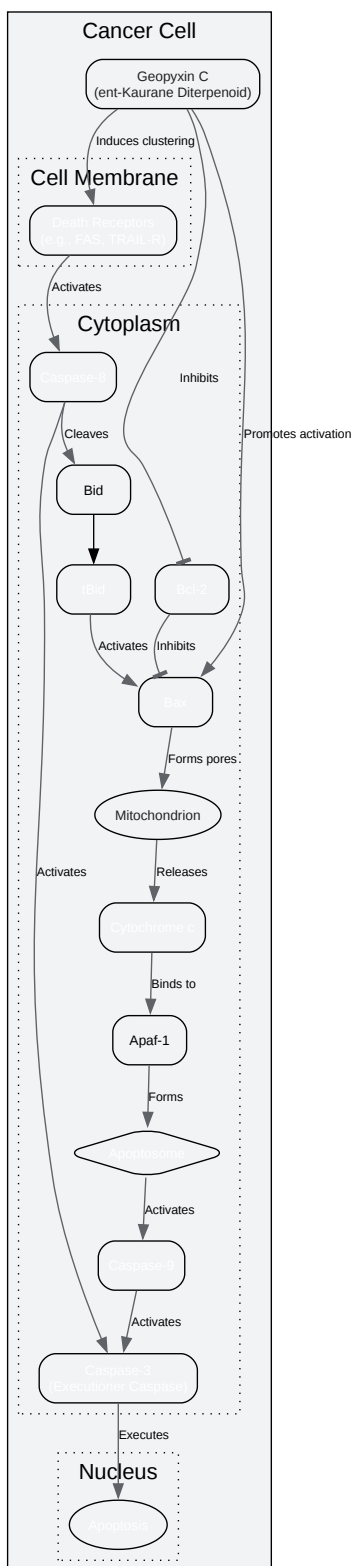 Cancer Cell
Geopyxin C
(ent-Kaurane Diterpenoid)
Induces clustering
Cell Membrane
Death Receptors
(e.g., FAS, TRAIL-R)
Activates
Cytoplasm
Caspase-8
Inhibits
Cleaves
Promotes activation
Bid
tBid
Bcl-2
Activates
Inhibits
Bax
Forms pores
Mitochondrion
Activates
Releases
Cytochrome c
Binds to
Apaf-1
Forms
Apoptosome
Activates
Caspase-9
Activates
Caspase-3
(Executioner Caspase)
Executes
Nucleus
Apoptosis